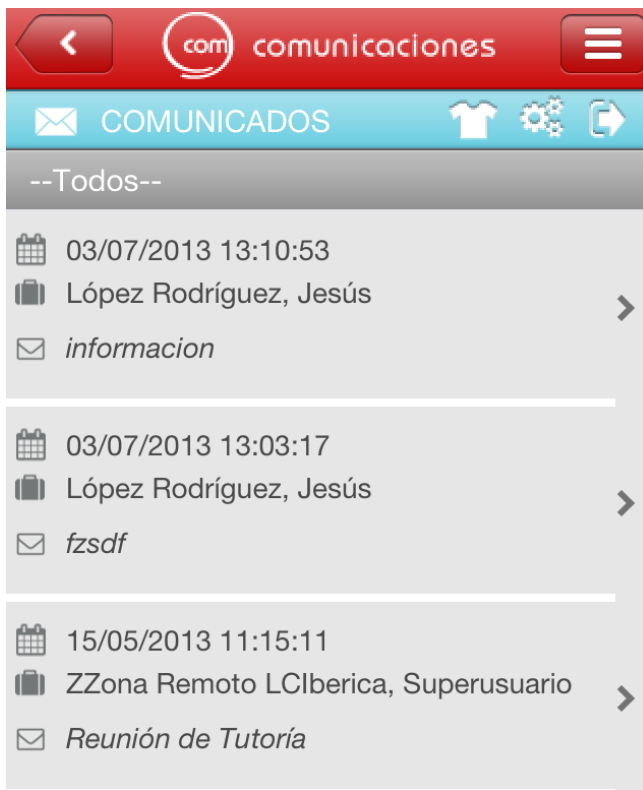 com comunicaciones
COMUNICADOS
--Todos--
03/07/2013 13:10:53
López Rodríguez, Jesús
informacion
03/07/2013 13:03:17
López Rodríguez, Jesús
fzsdf
15/05/2013 11:15:11
ZZona Remoto LCIberica, Superusuario
Reunión de Tutoría